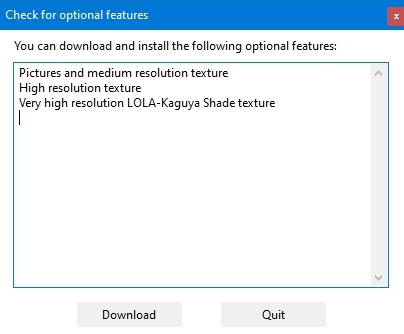 Check for optional features
x
You can download and install the following optional features:
Pictures and medium resolution texture
High resolution texture
Very high resolution LOLA-Kaguya Shade texture
Download Quit